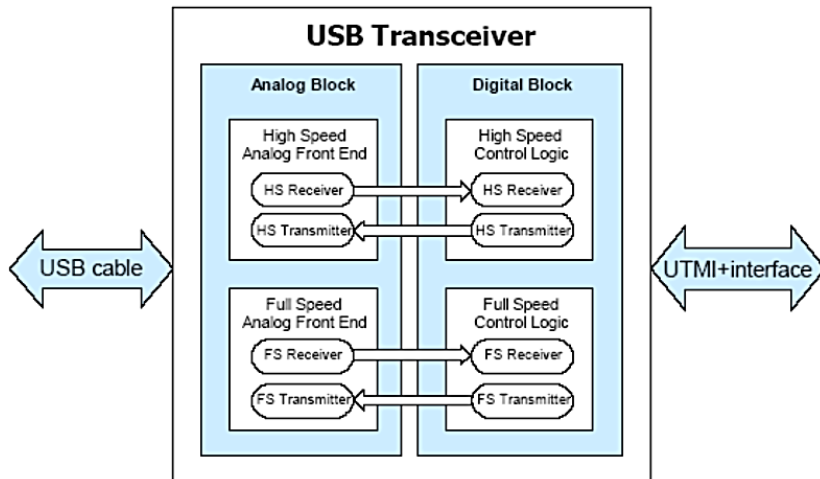 USB Transceiver
Analog Block
Digital Block
High Speed
Analog Front End
HS Receiver
HS Transmitter
High Speed
Control Logic
HS Receiver
HS Transmitter
USB cable
UTMI+interface
Full Speed
Analog Front End
FS Receiver
FS Transmitter
Full Speed
Control Logic
FS Receiver
FS Transmitter